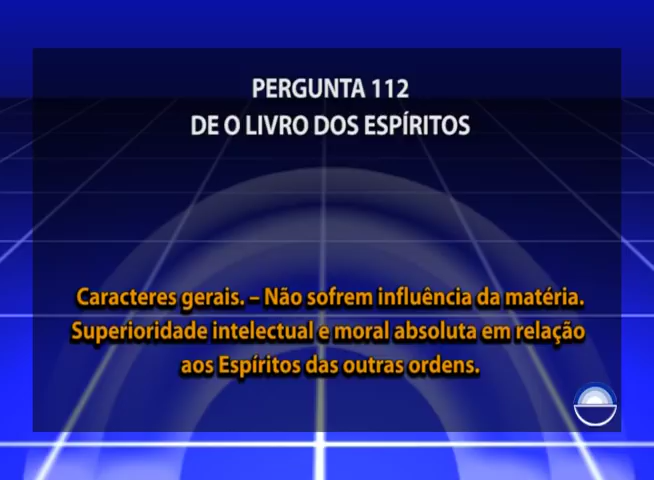 PERGUNTA 112
DE O LIVRO DOS ESPÍRITOS
Caracteres gerais. – Não sofrem influência da matéria.
Superioridade intelectual e moral absoluta em relação
aos Espíritos das outras ordens.